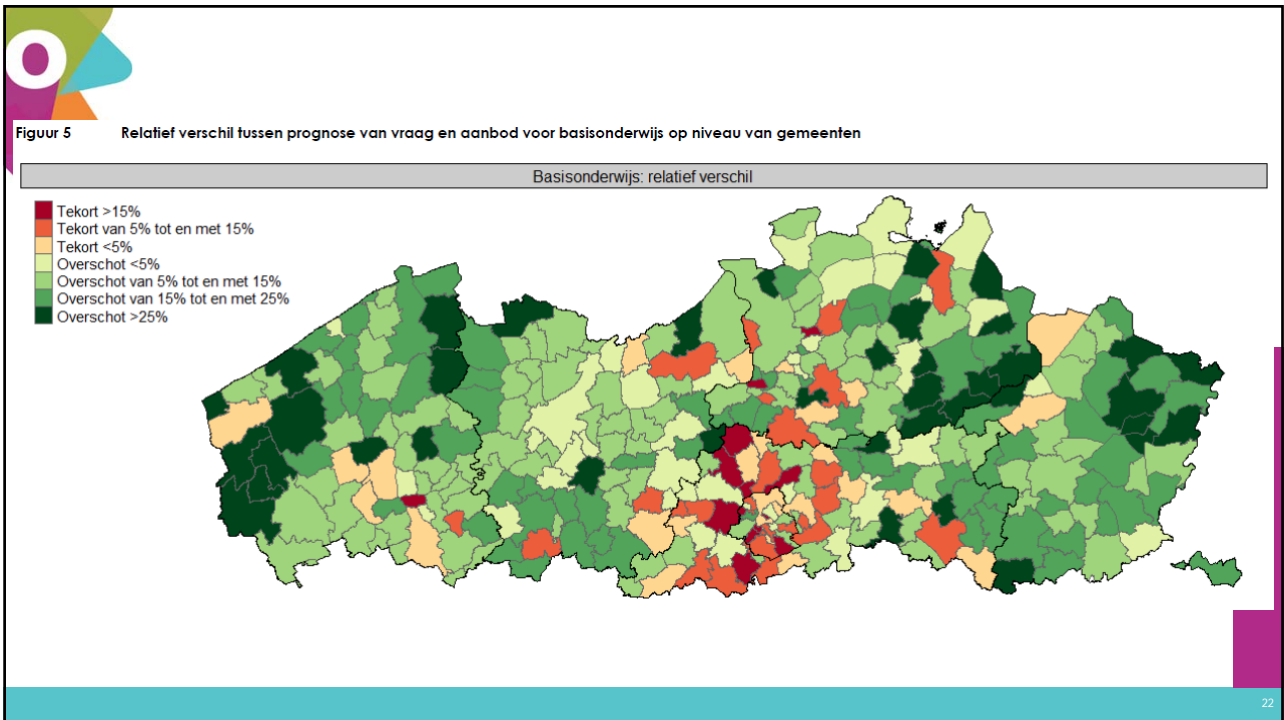 O
Figuur 5 Relatief verschil tussen prognose van vraag en aanbod voor basisonderwijs op niveau van gemeenten
Basisonderwijs: relatief verschil
Tekort >15%
Tekort van 5% tot en met 15%
Tekort <5%
Overschot <5%
Overschot van 5% tot en met 15%
Overschot van 15% tot en met 25%
Overschot >25%
22